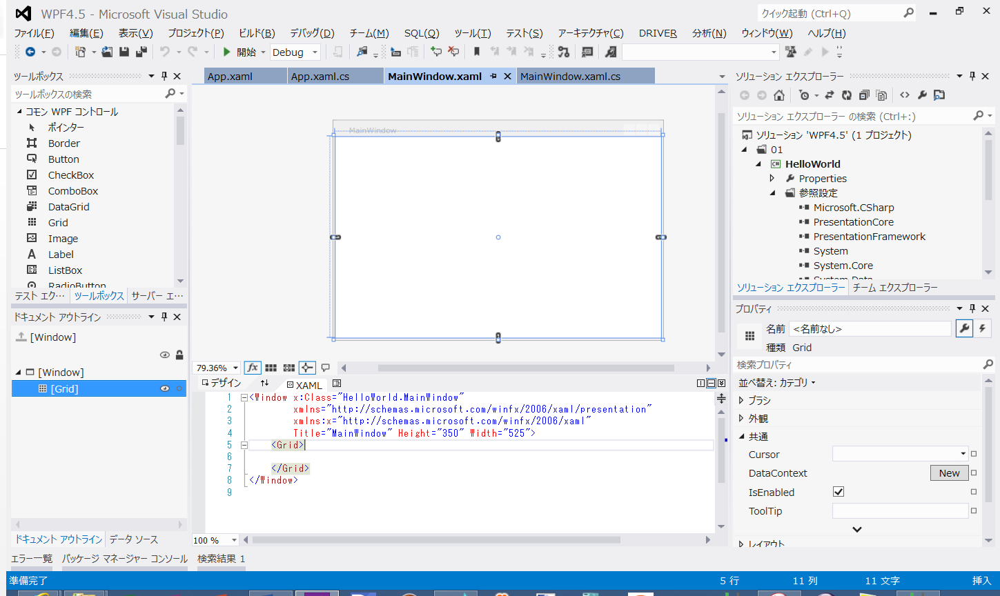 WPF4.5 - Microsoft Visual Studio
クイック起動 (Ctrl+Q)
ファイル(F) 編集(E) 表示(V) プロジェクト(P) ビルド(B) デバッグ(D) チーム(M) SQL(Q) ツール(T) テスト(S) アーキテクチャ(C) DRIVER 分析(N) ウィンドウ(W) ヘルプ(H)
開始 Debug
ツールボックス
ツールボックスの検索
コモン WPF コントロール
ポインター
Border
Button
CheckBox
ComboBox
DataGrid
Grid
Image
Label
ListBox
RadioButton
テスト エク… ツールボックス サーバー エ…
ドキュメント アウトライン
[Window]
[Window]
[Grid]
ドキュメント アウトライン データ ソース
App.xaml App.xaml.cs MainWindow.xaml MainWindow.xaml.cs
MainWindow
79.36% fx
デザイン XAML
1 <Window x:Class="HelloWorld.MainWindow"
2 xmlns="http://schemas.microsoft.com/winfx/2006/xaml/presentation"
3 xmlns:x="http://schemas.microsoft.com/winfx/2006/xaml"
4 Title="MainWindow" Height="350" Width="525">
5 <Grid>
6
7 </Grid>
8 </Window>
9
100 %
ソリューション エクスプローラー
ソリューション エクスプローラー の検索 (Ctrl+:)
ソリューション 'WPF4.5' (1 プロジェクト)
01
C# HelloWorld
Properties
参照設定
Microsoft.CSharp
PresentationCore
PresentationFramework
System
System.Core
System.Data
ソリューション エクスプローラー チーム エクスプローラー
プロパティ
名前 <名前なし>
種類 Grid
検索プロパティ
並べ替え: カテゴリ
ブラシ
外観
共通
Cursor
DataContext New
IsEnabled
ToolTip
レイアウト
エラー一覧 パッケージ マネージャー コンソール 検索結果 1
準備完了 5 行 11 列 11 文字 挿入